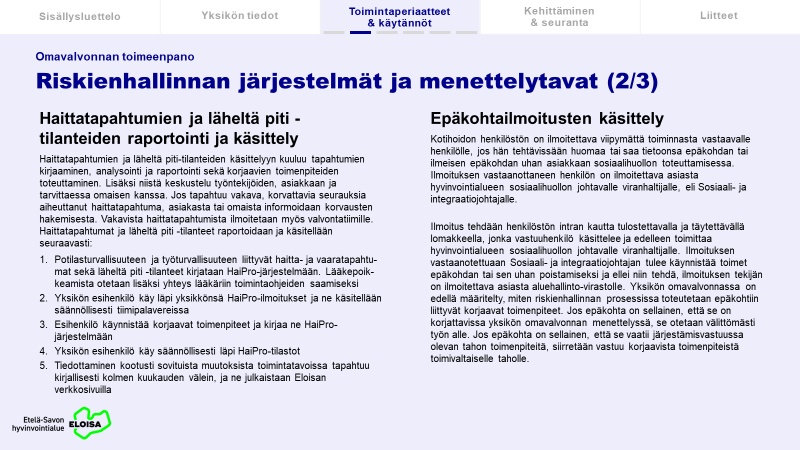 Sisällysluettelo
Yksikön tiedot
Toimintaperiaatteet
& käytännöt
Kehittäminen
& seuranta
Liitteet
Omavalvonnan toimeenpano
Riskienhallinnan järjestelmät ja menettelytavat (2/3)
Haittatapahtumien ja läheltä piti -
tilanteiden raportointi ja käsittely
Haittatapahtumien ja läheltä piti-tilanteiden käsittelyyn kuuluu tapahtumien
kirjaaminen, analysointi ja raportointi sekä korjaavien toimenpiteiden
toteuttaminen. Lisäksi niistä keskustelu työntekijöiden, asiakkaan ja
tarvittaessa omaisen kanssa. Jos tapahtuu vakava, korvattavia seurauksia
aiheuttanut haittatapahtuma, asiakasta tai omaista informoidaan korvausten
hakemisesta. Vakavista haittatapahtumista ilmoitetaan myös valvontatiimille.
Haittatapahtumat ja läheltä piti -tilanteet raportoidaan ja käsitellään
seuraavasti:
1. Potilasturvallisuuteen ja työturvallisuuteen liittyvät haitta- ja vaaratapahtu-
mat sekä läheltä piti -tilanteet kirjataan HaiPro-järjestelmään. Lääkepoik-
keamista otetaan lisäksi yhteys lääkäriin toimintaohjeiden saamiseksi
2. Yksikön esihenkilö käy läpi yksikkönsä HaiPro-ilmoitukset ja ne käsitellään
säännöllisesti tiimipalavereissa
3. Esihenkilö käynnistää korjaavat toimenpiteet ja kirjaa ne HaiPro-
järjestelmään
4. Yksikön esihenkilö käy säännöllisesti läpi HaiPro-tilastot
5. Tiedottaminen kootusti sovituista muutoksista toimintatavoissa tapahtuu
kirjallisesti kolmen kuukauden välein, ja ne julkaistaan Eloisan
verkkosivuilla
Epäkohtailmoitusten käsittely
Kotihoidon henkilöstön on ilmoitettava viipymättä toiminnasta vastaavalle
henkilölle, jos hän tehtävissään huomaa tai saa tietoonsa epäkohdan tai
ilmeisen epäkohdan uhan asiakkaan sosiaalihuollon toteuttamisessa.
Ilmoituksen vastaanottaneen henkilön on ilmoitettava asiasta
hyvinvointialueen sosiaalihuollon johtavalle viranhaltijalle, eli Sosiaali- ja
integraatiojohtajalle.
Ilmoitus tehdään henkilöstön intran kautta tulostettavalla ja täytettävällä
lomakkeella, jonka vastuuhenkilö käsittelee ja edelleen toimittaa
hyvinvointialueen sosiaalihuollon johtavalle viranhaltijalle. Ilmoituksen
vastaanotettuaan Sosiaali- ja integraatiojohtajan tulee käynnistää toimet
epäkohdan tai sen uhan poistamiseksi ja ellei niin tehdä, ilmoituksen tekijän
on ilmoitettava asiasta aluehallinto-virastolle. Yksikön omavalvonnassa on
edellä määritelty, miten riskienhallinnan prosessissa toteutetaan epäkohtiin
liittyvät korjaavat toimenpiteet. Jos epäkohta on sellainen, että se on
korjattavissa yksikön omavalvonnan menettelyssä, se otetaan välittömästi
työn alle. Jos epäkohta on sellainen, että se vaatii järjestämisvastuussa
olevan tahon toimenpiteitä, siirretään vastuu korjaavista toimenpiteistä
toimivaltaiselle taholle.
Etelä-Savon
hyvinvointialue
ELOISA